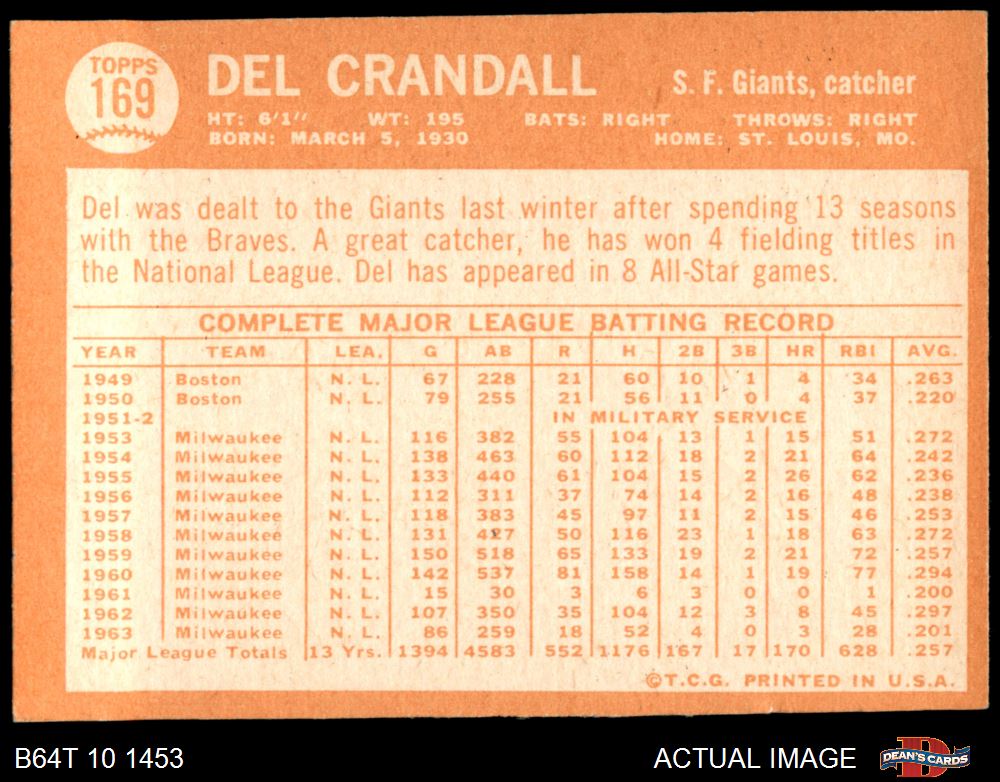 TOPPS
169
DEL CRANDALL
S. F. Giants, catcher
HT: 6'1" WT: 195 BATS: RIGHT THROWS: RIGHT
BORN: MARCH 5, 1930 HOME: ST. LOUIS, MO.
Del was dealt to the Giants last winter after spending 13 seasons
with the Braves. A great catcher, he has won 4 fielding titles in
the National League. Del has appeared in 8 All-Star games.
COMPLETE MAJOR LEAGUE BATTING RECORD
YEAR TEAM LEA. G AB R H 2B 3B HR RBI AVG.
1949 Boston N. L. 67 228 21 60 10 1 4 34 .263
1950 Boston N. L. 79 255 21 56 11 0 4 37 .220
1951-2 IN MILITARY SERVICE
1953 Milwaukee N. L. 116 382 55 104 13 1 15 51 .272
1954 Milwaukee N. L. 138 463 60 112 18 2 21 64 .242
1955 Milwaukee N. L. 133 440 61 104 15 2 26 62 .236
1956 Milwaukee N. L. 112 311 37 74 14 2 16 48 .238
1957 Milwaukee N. L. 118 383 45 97 11 2 15 46 .253
1958 Milwaukee N. L. 131 427 50 116 23 1 18 63 .272
1959 Milwaukee N. L. 150 518 65 133 19 2 21 72 .257
1960 Milwaukee N. L. 142 537 81 158 14 1 19 77 .294
1961 Milwaukee N. L. 15 30 3 6 3 0 0 1 .200
1962 Milwaukee N. L. 107 350 35 104 12 3 8 45 .297
1963 Milwaukee N. L. 86 259 18 52 4 0 3 28 .201
Major League Totals 13 Yrs. 1394 4583 552 1176 167 17 170 628 .257
©T.C.G. PRINTED IN U.S.A.
B64T 10 1453 ACTUAL IMAGE
D
DEAN'S CARDS